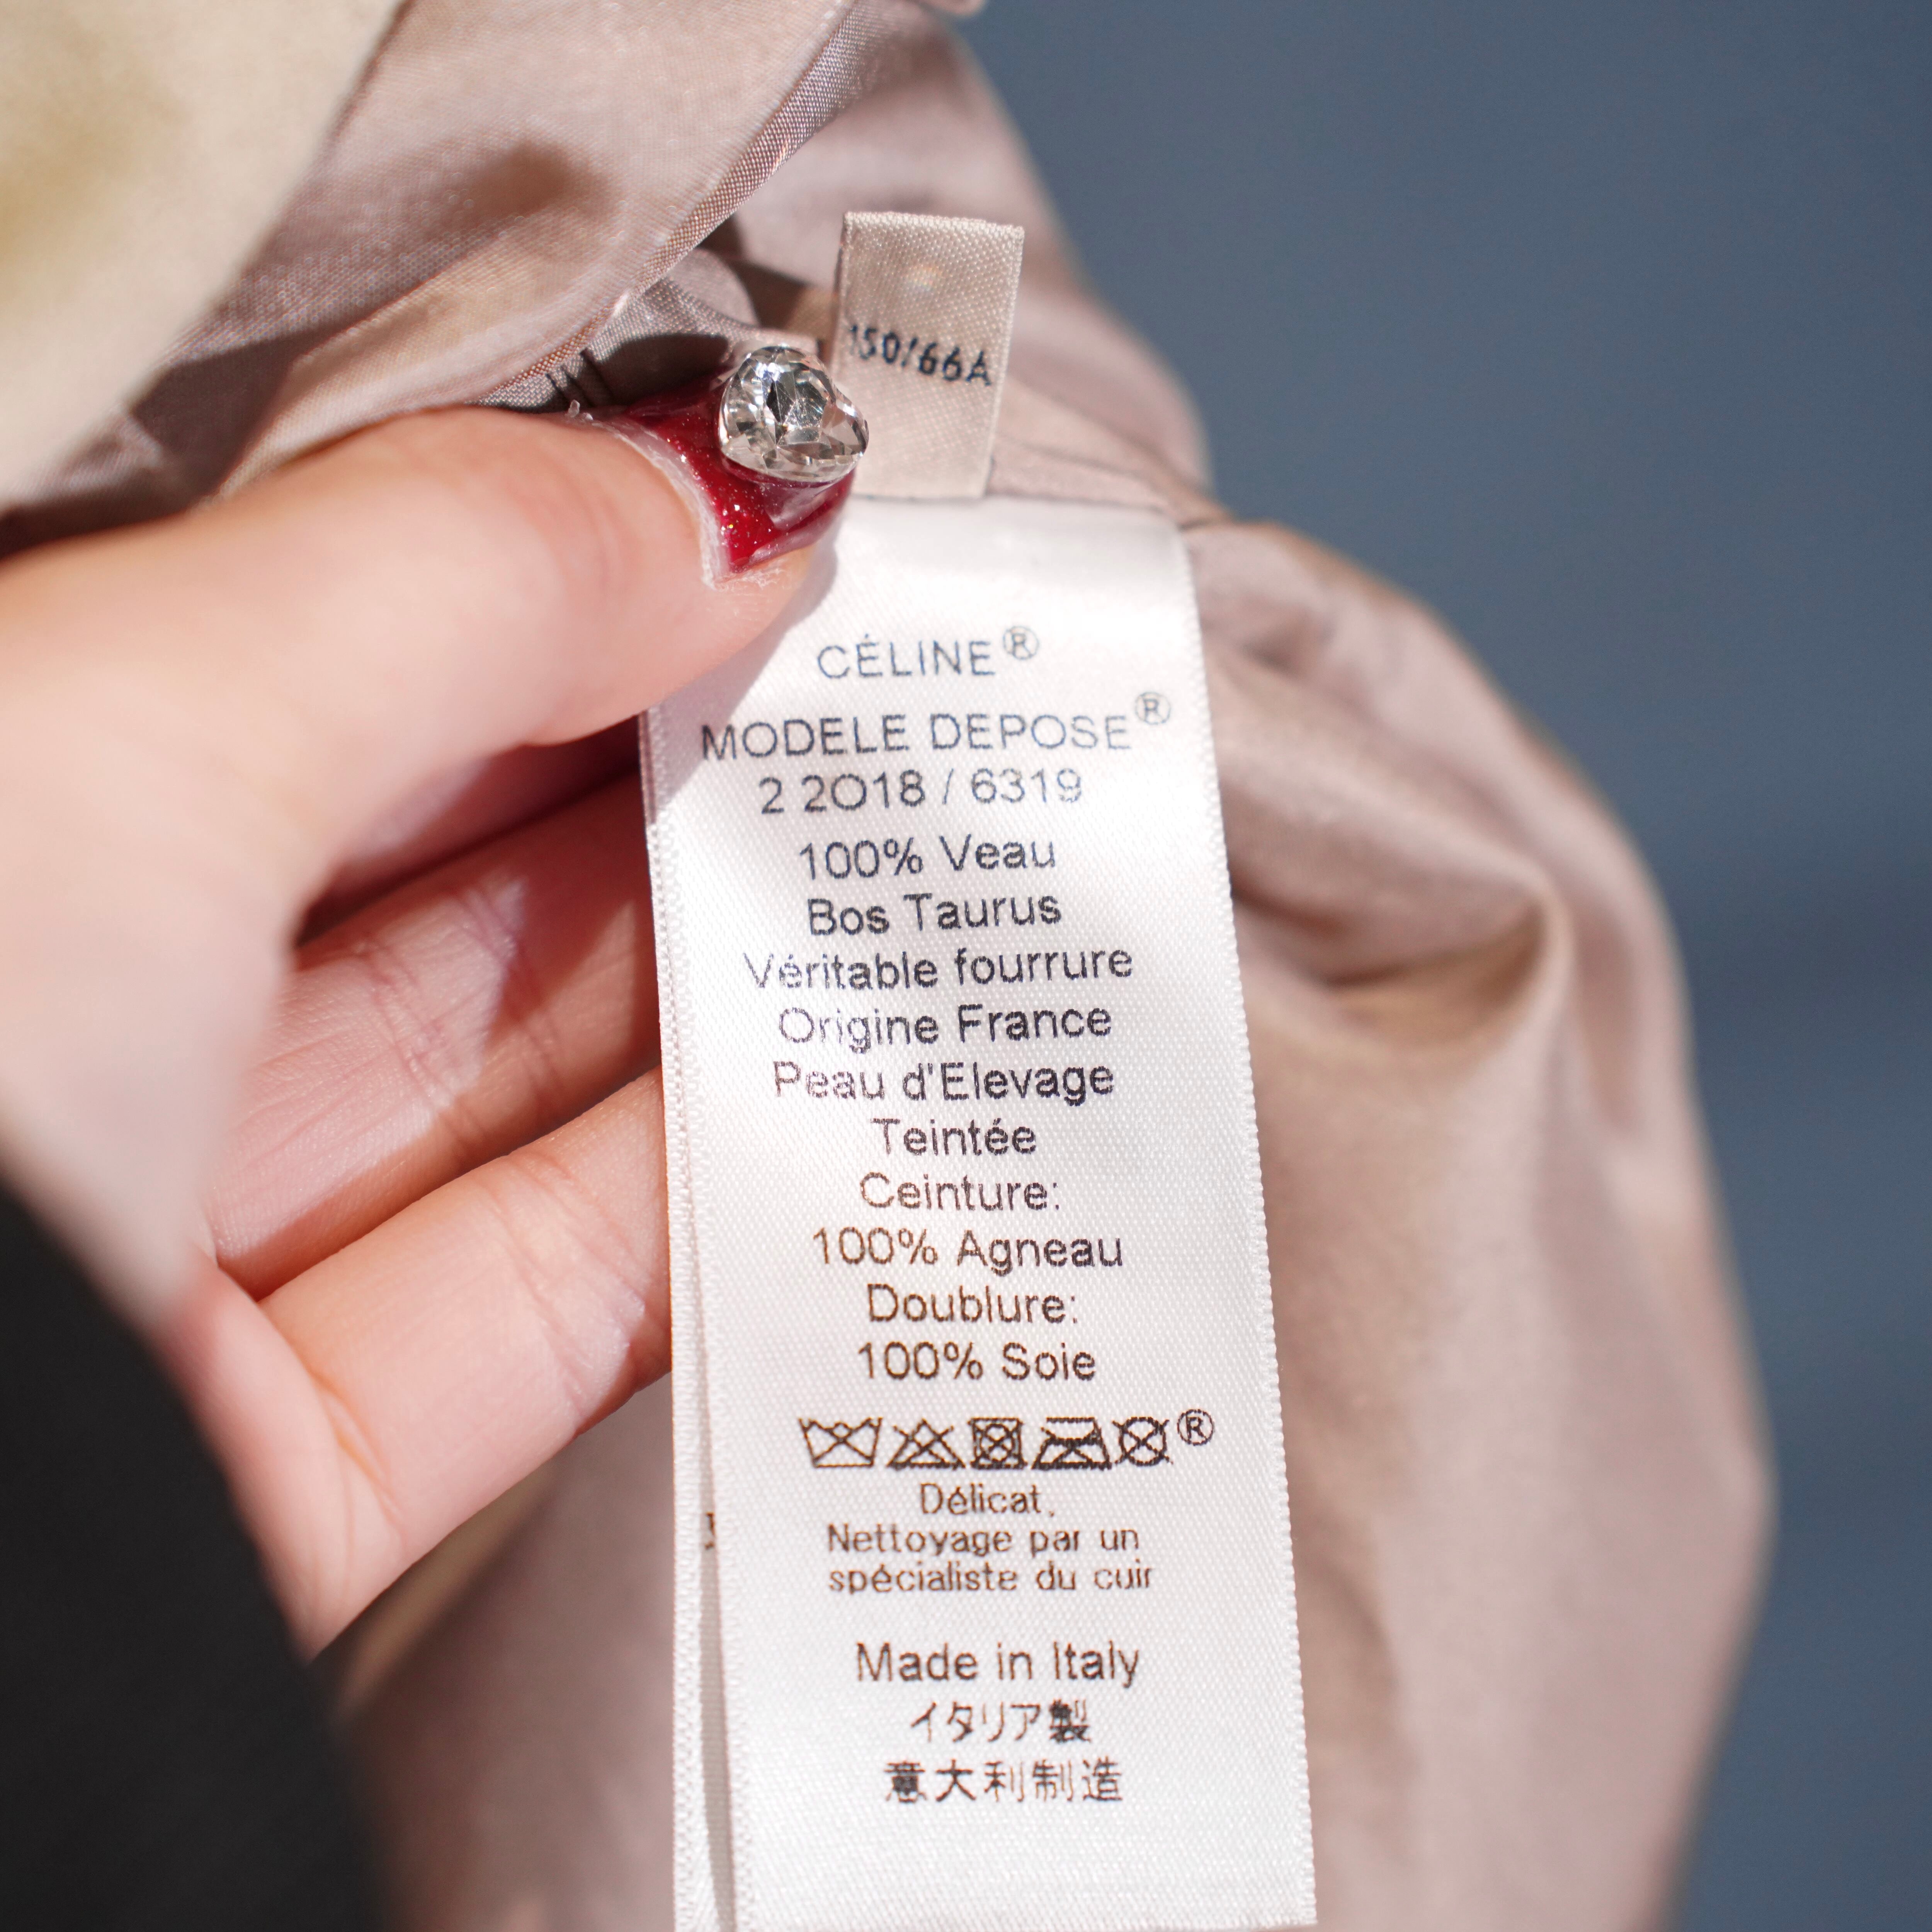 150/66A
CÉLINE®
MODELE DEPOSE®
2 2O18 / 6319
100% Veau
Bos Taurus
Véritable fourrure
Origine France
Peau d'Elevage
Teintée
Ceinture:
100% Agneau
Doublure:
100% Soie
®
Délicat.
Nettoyage par un
spécialiste du cuir
Made in Italy
イタリア製
意大利制造